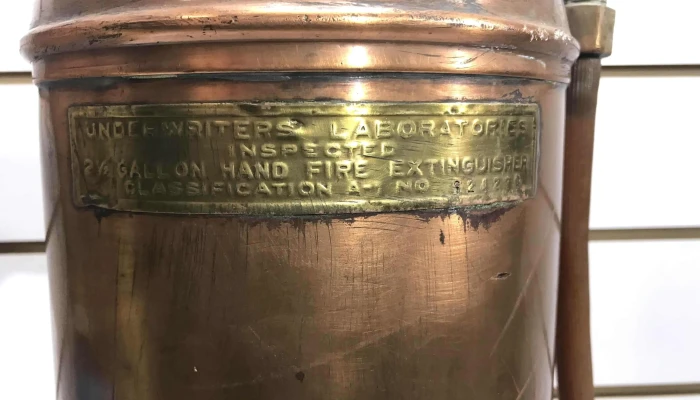 UNDERWRITERS' LABORATORIES
INSPECTED
2½ GALLON HAND FIRE EXTINGUISHER
CLASSIFICATION A-1 NO